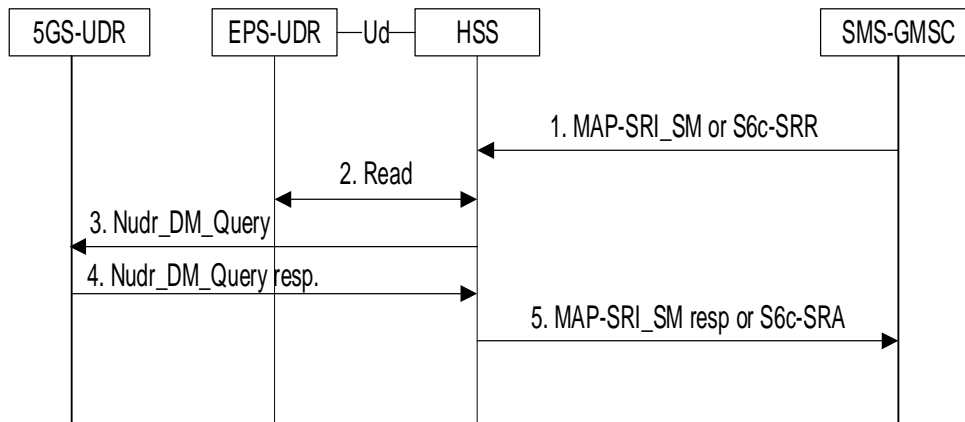 5GS-UDR
EPS-UDR
Ud
HSS
SMS-GMSC
1. MAP-SRI_SM or S6c-SRR
2. Read
3. Nudr_DM_Query
4. Nudr_DM_Query resp.
5. MAP-SRI_SM resp or S6c-SRA